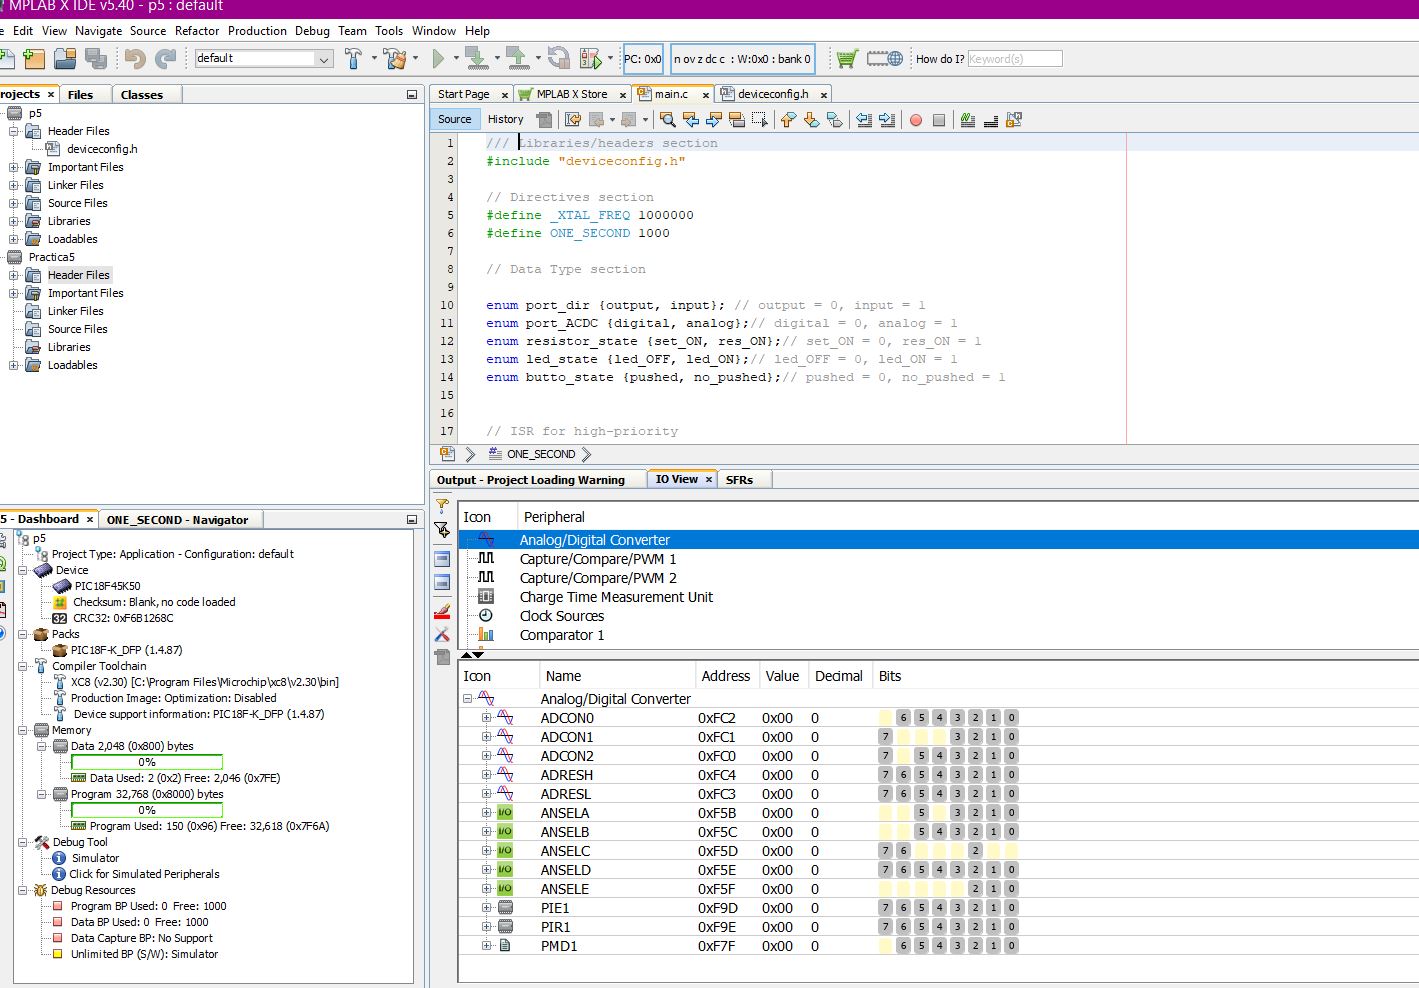 MPLAB X IDE v5.40 - p5 : default
e Edit View Navigate Source Refactor Production Debug Team Tools Window Help
default PC: 0x0 n ov z dc c : W:0x0 : bank 0 How do I? Keyword(s)
rojects × Files Classes
p5
Header Files
deviceconfig.h
Important Files
Linker Files
Source Files
Libraries
Loadables
Practica5
Header Files
Important Files
Linker Files
Source Files
Libraries
Loadables
Start Page × MPLAB X Store × main.c × deviceconfig.h ×
Source History
1 /// Libraries/headers section
2 #include "deviceconfig.h"
3
4 // Directives section
5 #define _XTAL_FREQ 1000000
6 #define ONE_SECOND 1000
7
8 // Data Type section
9
10 enum port_dir {output, input}; // output = 0, input = 1
11 enum port_ACDC {digital, analog};// digital = 0, analog = 1
12 enum resistor_state {set_ON, res_ON};// set_ON = 0, res_ON = 1
13 enum led_state {led_OFF, led_ON};// led_OFF = 0, led_ON = 1
14 enum butto_state {pushed, no_pushed};// pushed = 0, no_pushed = 1
15
16
17 // ISR for high-priority
ONE_SECOND
5 - Dashboard × ONE_SECOND - Navigator
p5
Project Type: Application - Configuration: default
Device
PIC18F45K50
Checksum: Blank, no code loaded
32 CRC32: 0xF6B1268C
Packs
PIC18F-K_DFP (1.4.87)
Compiler Toolchain
XC8 (v2.30) [C:\Program Files\Microchip\xc8\v2.30\bin]
Production Image: Optimization: Disabled
Device support information: PIC18F-K_DFP (1.4.87)
Memory
Data 2,048 (0x800) bytes
0%
Data Used: 2 (0x2) Free: 2,046 (0x7FE)
Program 32,768 (0x8000) bytes
0%
Program Used: 150 (0x96) Free: 32,618 (0x7F6A)
Debug Tool
Simulator
Click for Simulated Peripherals
Debug Resources
Program BP Used: 0 Free: 1000
Data BP Used: 0 Free: 1000
Data Capture BP: No Support
Unlimited BP (S/W): Simulator
Output - Project Loading Warning IO View × SFRs
Icon Peripheral
Analog/Digital Converter
Capture/Compare/PWM 1
Capture/Compare/PWM 2
Charge Time Measurement Unit
Clock Sources
Comparator 1
Icon Name Address Value Decimal Bits
Analog/Digital Converter
ADCON0 0xFC2 0x00 0 6 5 4 3 2 1 0
ADCON1 0xFC1 0x00 0 7 3 2 1 0
ADCON2 0xFC0 0x00 0 7 5 4 3 2 1 0
ADRESH 0xFC4 0x00 0 7 6 5 4 3 2 1 0
ADRESL 0xFC3 0x00 0 7 6 5 4 3 2 1 0
I/O ANSELA 0xF5B 0x00 0 5 3 2 1 0
I/O ANSELB 0xF5C 0x00 0 5 4 3 2 1 0
I/O ANSELC 0xF5D 0x00 0 7 6 2
I/O ANSELD 0xF5E 0x00 0 7 6 5 4 3 2 1 0
I/O ANSELE 0xF5F 0x00 0 2 1 0
PIE1 0xF9D 0x00 0 7 6 5 4 3 2 1 0
PIR1 0xF9E 0x00 0 7 6 5 4 3 2 1 0
PMD1 0xF7F 0x00 0 6 5 4 3 2 1 0